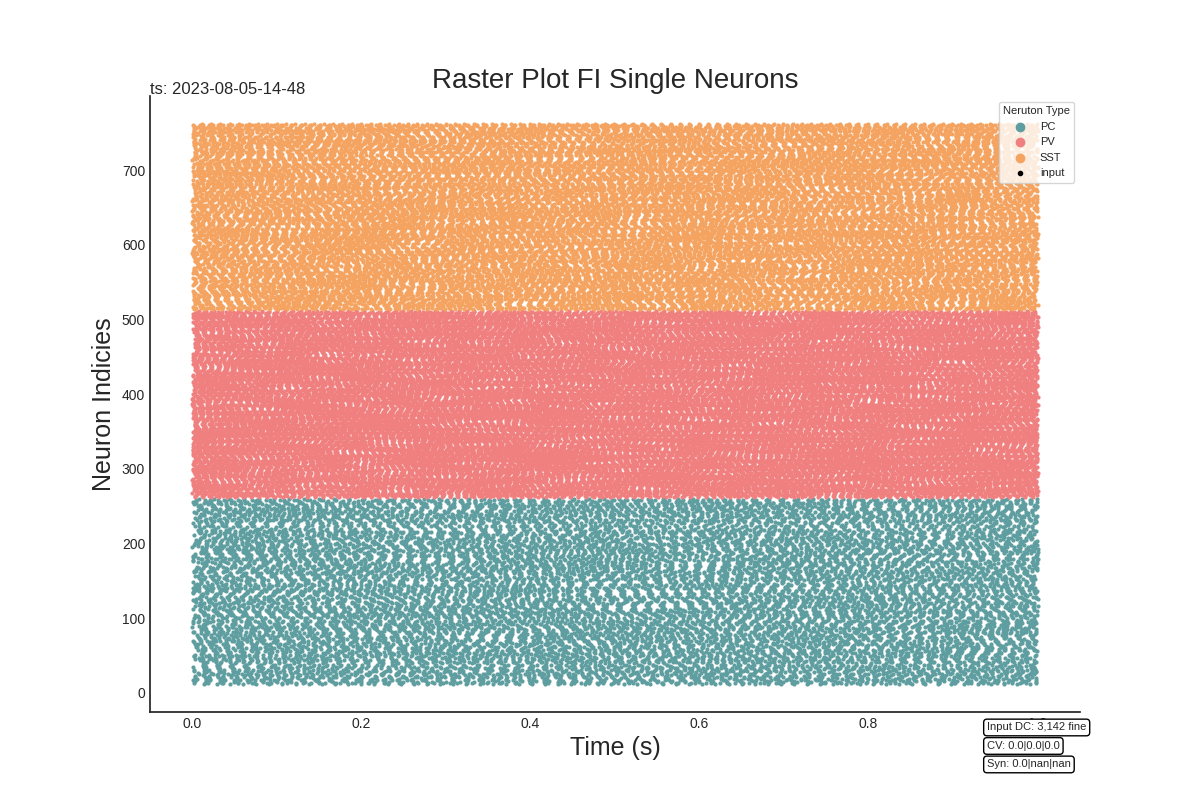 Raster Plot FI Single Neurons
ts: 2023-08-05-14-48
Neruton Type
PC
PV
SST
input
Neuron Indicies
700
600
500
400
300
200
100
0
0.0 0.2 0.4 0.6 0.8
Time (s)
Input DC: 3,142 fine
CV: 0.0|0.0|0.0
Syn: 0.0|nan|nan